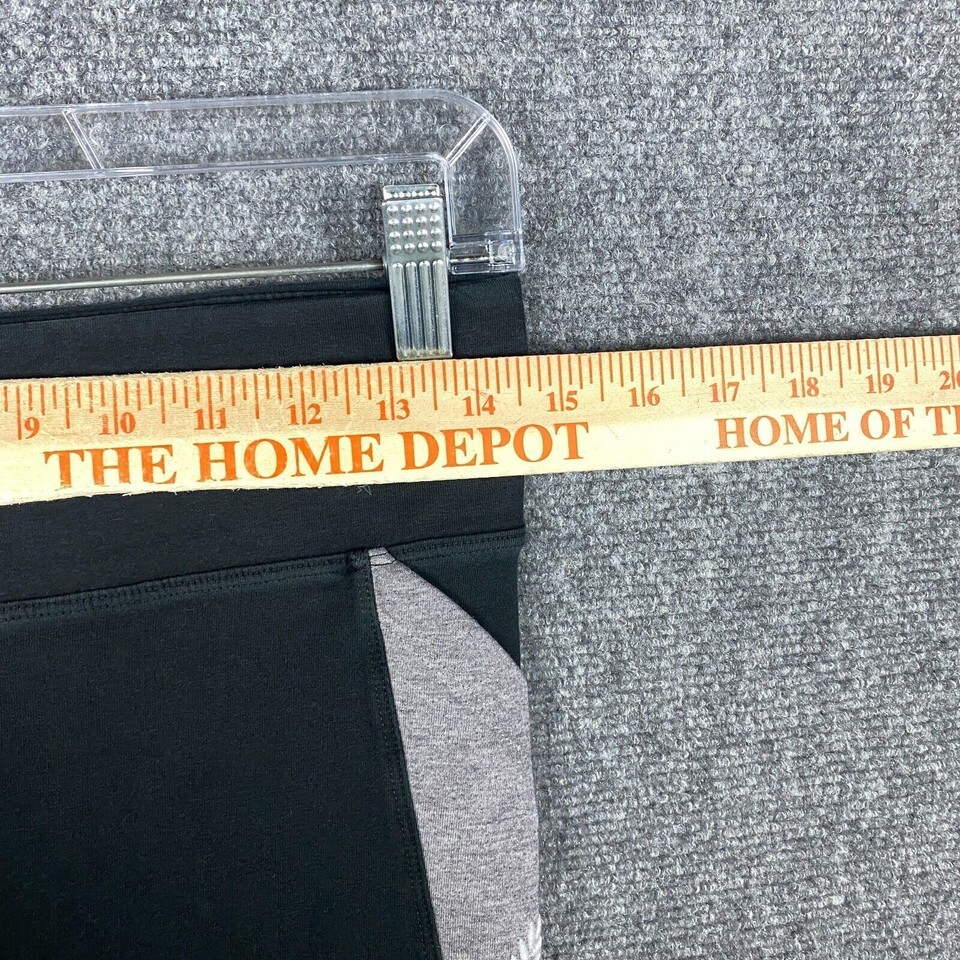 9 10 11 12 13 14 15 16 17 18 19
THE HOME DEPOT HOME OF